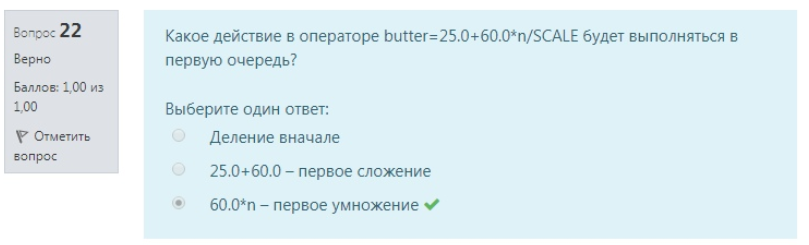 Вопрос 22
Верно
Баллов: 1,00 из
1,00
Отметить
вопрос
Какое действие в операторе butter=25.0+60.0*n/SCALE будет выполняться в
первую очередь?
Выберите один ответ:
Деление вначале
25.0+60.0 – первое сложение
60.0*n – первое умножение